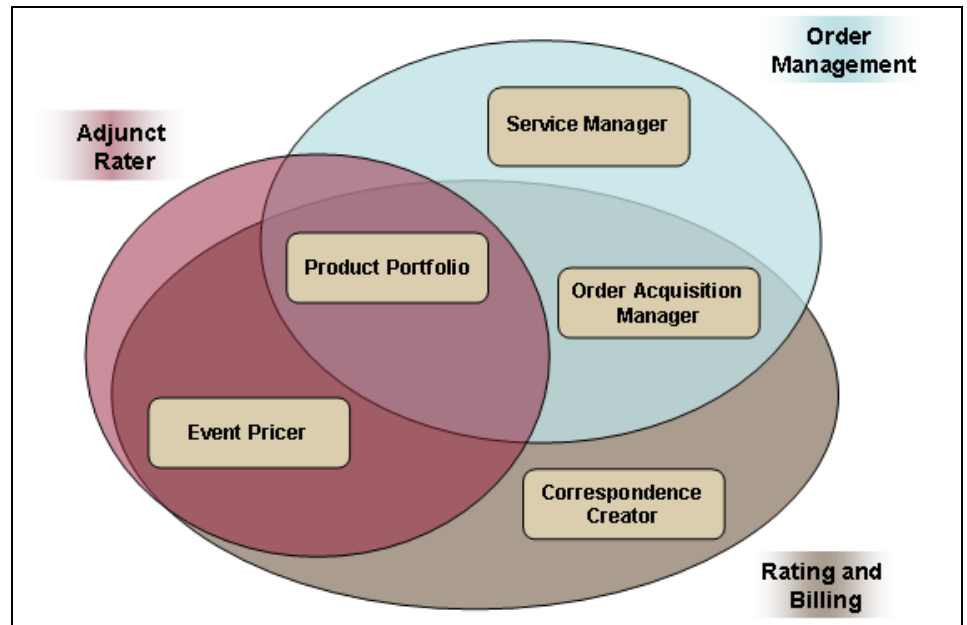 Order
Management
Service Manager
Adjunct
Rater
Product Portfolio
Order Acquisition
Manager
Event Pricer
Correspondence
Creator
Rating and
Billing